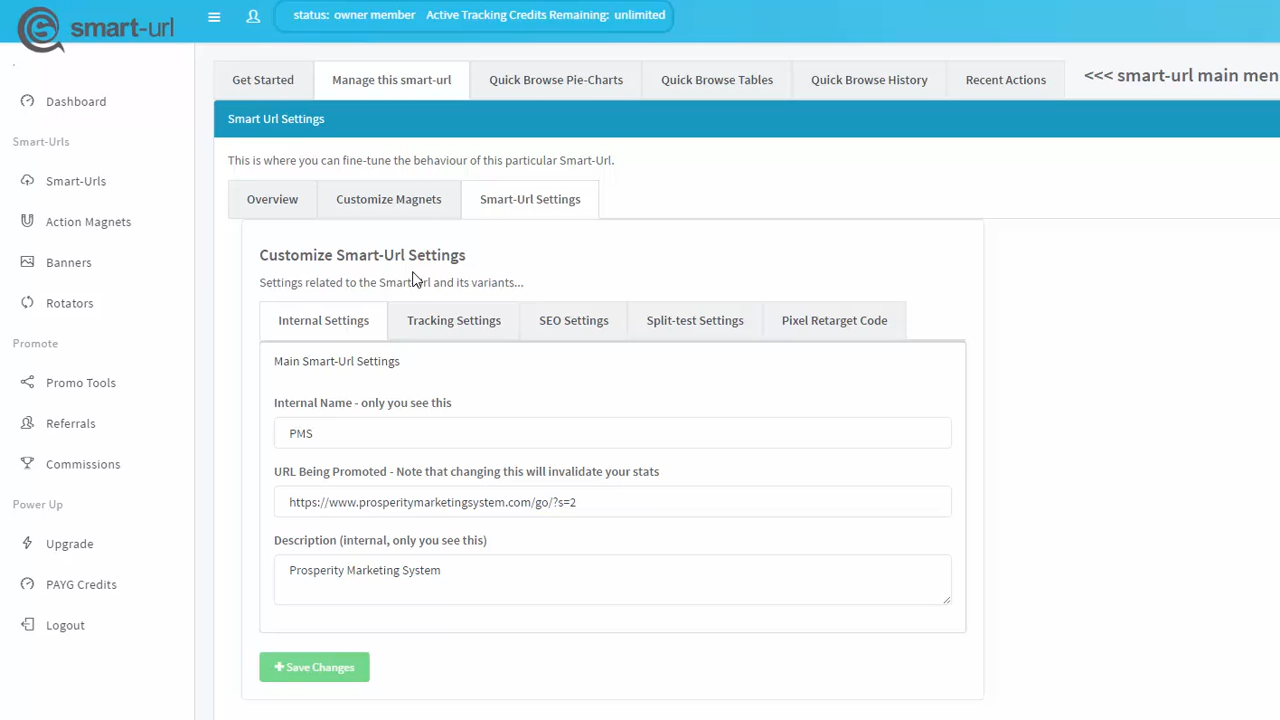 smart-url
status: owner member Active Tracking Credits Remaining: unlimited
Dashboard
Smart-Urls
Smart-Urls
Action Magnets
Banners
Rotators
Promote
Promo Tools
Referrals
Commissions
Power Up
Upgrade
PAYG Credits
Logout
Get Started
Manage this smart-url
Quick Browse Pie-Charts
Quick Browse Tables
Quick Browse History
Recent Actions
<<< smart-url main men
Smart Url Settings
This is where you can fine-tune the behaviour of this particular Smart-Url.
Overview
Customize Magnets
Smart-Url Settings
Customize Smart-Url Settings
Settings related to the Smart-Url and its variants...
Internal Settings
Tracking Settings
SEO Settings
Split-test Settings
Pixel Retarget Code
Main Smart-Url Settings
Internal Name - only you see this
PMS
URL Being Promoted - Note that changing this will invalidate your stats
https://www.prosperitymarketingsystem.com/go/?s=2
Description (internal, only you see this)
Prosperity Marketing System
Save Changes